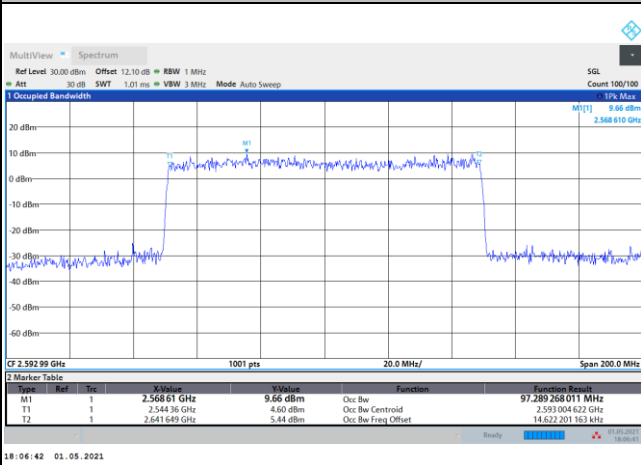 MultiView Spectrum
Ref Level 30.00 dBm Offset 12.10 dB RBW 1 MHz SGL
Att 30 dB SWT 1.01 ms VBW 3 MHz Mode Auto Sweep Count 100/100
1 Occupied Bandwidth 1Pk Max
M1[1] 9.66 dBm
2.568 610 GHz
20 dBm
M1
10 dBm
T1 T2
0 dBm
-10 dBm
-20 dBm
-30 dBm
-40 dBm
-50 dBm
-60 dBm
CF 2.592 99 GHz 1001 pts 20.0 MHz/ Span 200.0 MHz
2 Marker Table
Type Ref Trc X-Value Y-Value Function Function Result
M1 1 2.568 61 GHz 9.66 dBm Occ Bw 97.289 268 011 MHz
T1 1 2.544 36 GHz 4.60 dBm Occ Bw Centroid 2.593 004 622 GHz
T2 1 2.641 649 GHz 5.44 dBm Occ Bw Freq Offset 14.622 201 163 kHz
Ready 01.05.2021
18:06:41
18:06:42 01.05.2021